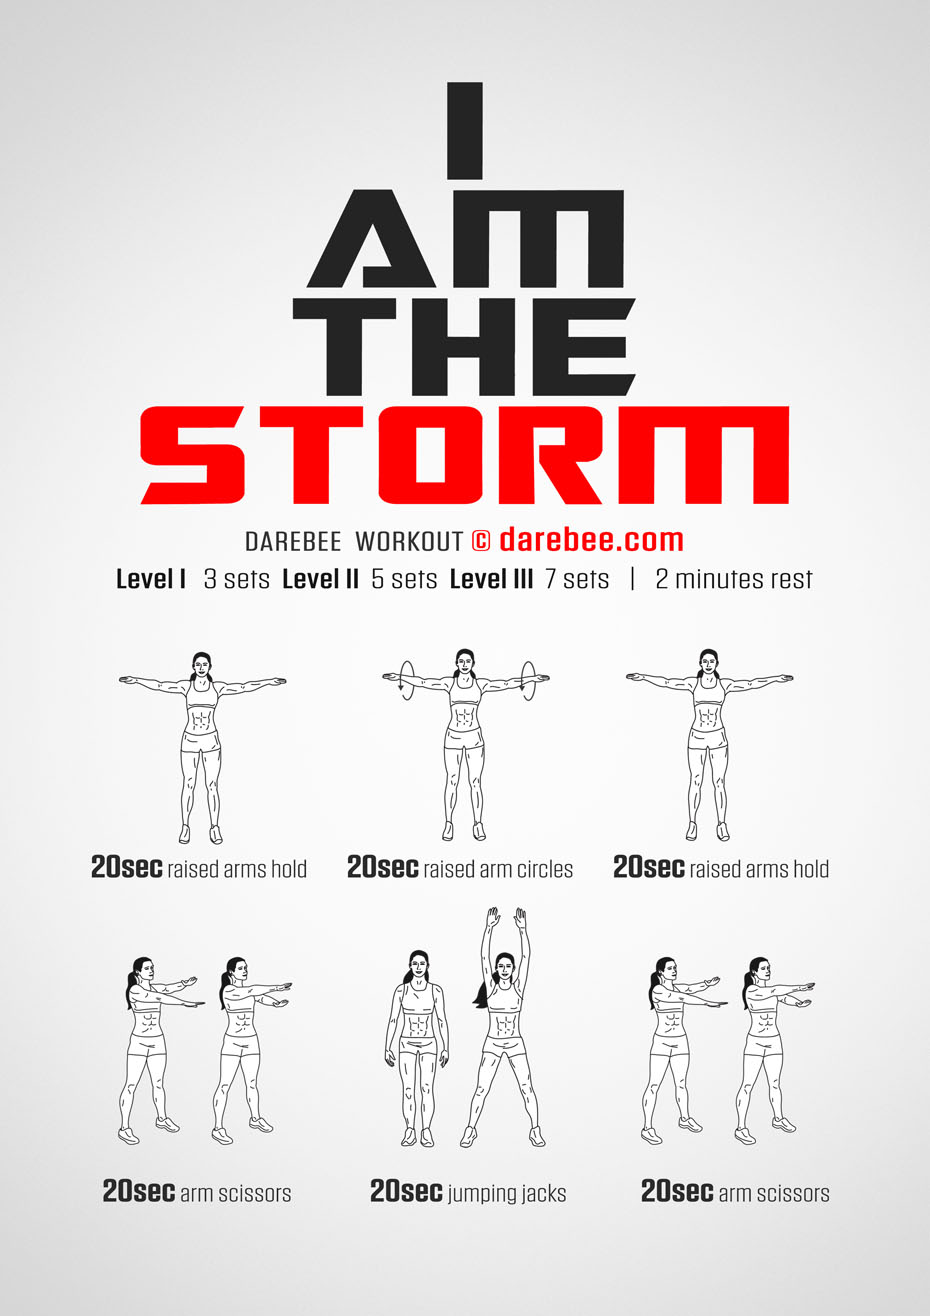 I
AM
THE
STORM
DAREBEE WORKOUT © darebee.com
Level I 3 sets Level II 5 sets Level III 7 sets | 2 minutes rest
20sec raised arms hold
20sec raised arm circles
20sec raised arms hold
20sec arm scissors
20sec jumping jacks
20sec arm scissors